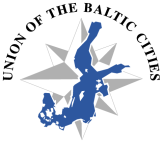 UNION OF THE BALTIC CITIES